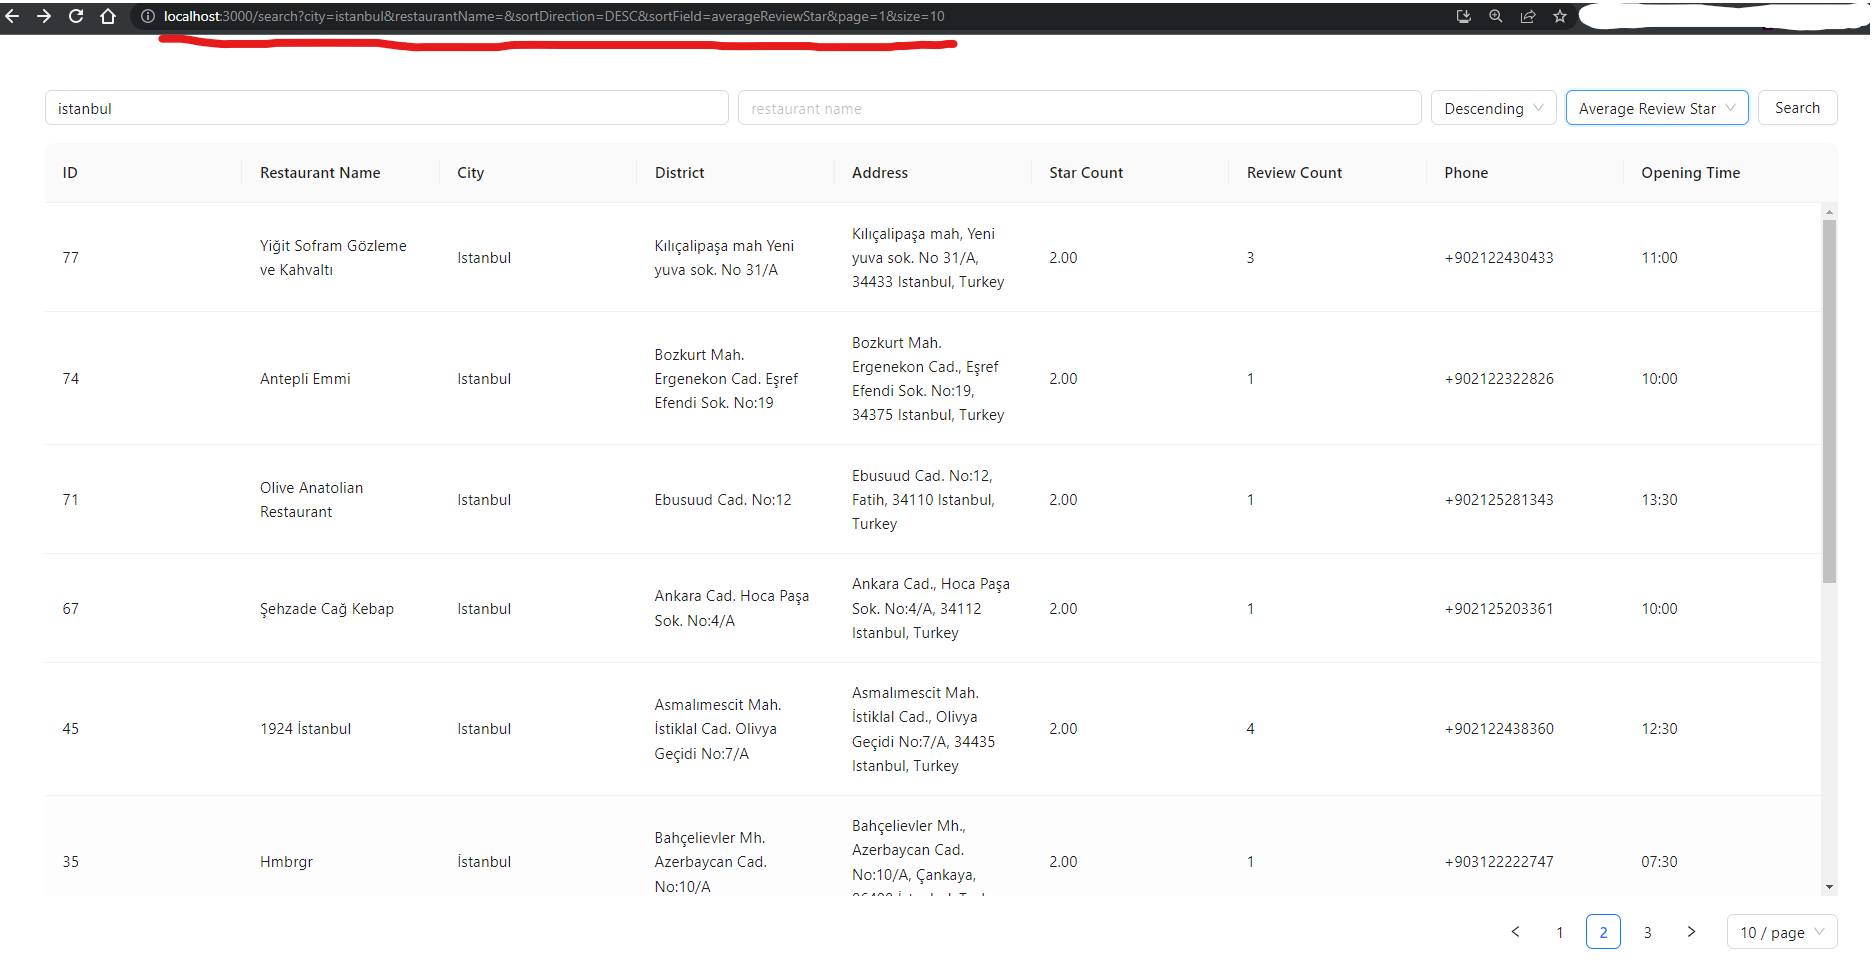 localhost:3000/search?city=istanbul&restaurantName=&sortDirection=DESC&sortField=averageReviewStar&page=1&size=10
istanbul
restaurant name
Descending
Average Review Star
Search
ID
Restaurant Name
City
District
Address
Star Count
Review Count
Phone
Opening Time
77
Yiğit Sofram Gözleme
ve Kahvaltı
Istanbul
Kılıçalipaşa mah Yeni
yuva sok. No 31/A
Kılıçalipaşa mah, Yeni
yuva sok. No 31/A,
34433 Istanbul, Turkey
2.00
3
+902122430433
11:00
74
Antepli Emmi
Istanbul
Bozkurt Mah.
Ergenekon Cad. Eşref
Efendi Sok. No:19
Bozkurt Mah.
Ergenekon Cad., Eşref
Efendi Sok. No:19,
34375 Istanbul, Turkey
2.00
1
+902122322826
10:00
71
Olive Anatolian
Restaurant
Istanbul
Ebusuud Cad. No:12
Ebusuud Cad. No:12,
Fatih, 34110 Istanbul,
Turkey
2.00
1
+902125281343
13:30
67
Şehzade Cağ Kebap
Istanbul
Ankara Cad. Hoca Paşa
Sok. No:4/A
Ankara Cad., Hoca Paşa
Sok. No:4/A, 34112
Istanbul, Turkey
2.00
1
+902125203361
10:00
45
1924 İstanbul
Istanbul
Asmalımescit Mah.
İstiklal Cad. Olivya
Geçidi No:7/A
Asmalımescit Mah.
İstiklal Cad., Olivya
Geçidi No:7/A, 34435
Istanbul, Turkey
2.00
4
+902122438360
12:30
35
Hmbrgr
İstanbul
Bahçelievler Mh.
Azerbaycan Cad.
No:10/A
Bahçelievler Mh.,
Azerbaycan Cad.
No:10/A, Çankaya,
2.00
1
+903122222747
07:30
< 1 2 3 >
10 / page